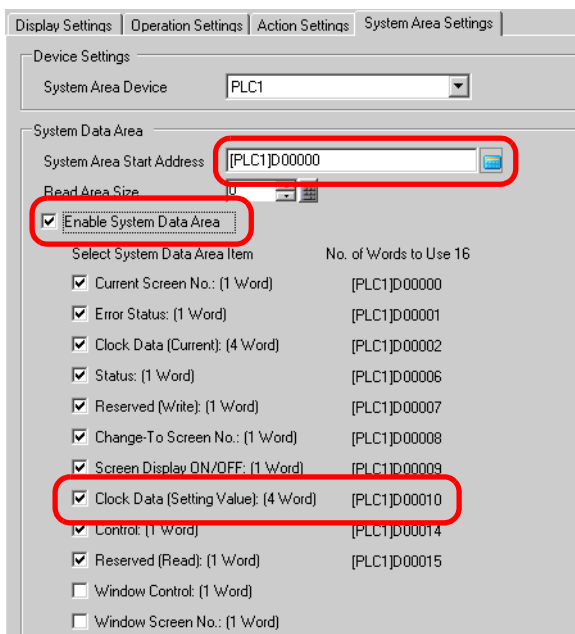 Display Settings Operation Settings Action Settings System Area Settings
Device Settings
System Area Device PLC1
System Data Area
System Area Start Address [PLC1]D00000
Read Area Size 0
Enable System Data Area
Select System Data Area Item No. of Words to Use 16
Current Screen No.: (1 Word) [PLC1]D00000
Error Status: (1 Word) [PLC1]D00001
Clock Data (Current): (4 Word) [PLC1]D00002
Status: (1 Word) [PLC1]D00006
Reserved (Write): (1 Word) [PLC1]D00007
Change-To Screen No.: (1 Word) [PLC1]D00008
Screen Display ON/OFF: (1 Word) [PLC1]D00009
Clock Data (Setting Value): (4 Word) [PLC1]D00010
Control: (1 Word) [PLC1]D00014
Reserved (Read): (1 Word) [PLC1]D00015
Window Control: (1 Word)
Window Screen No.: (1 Word)